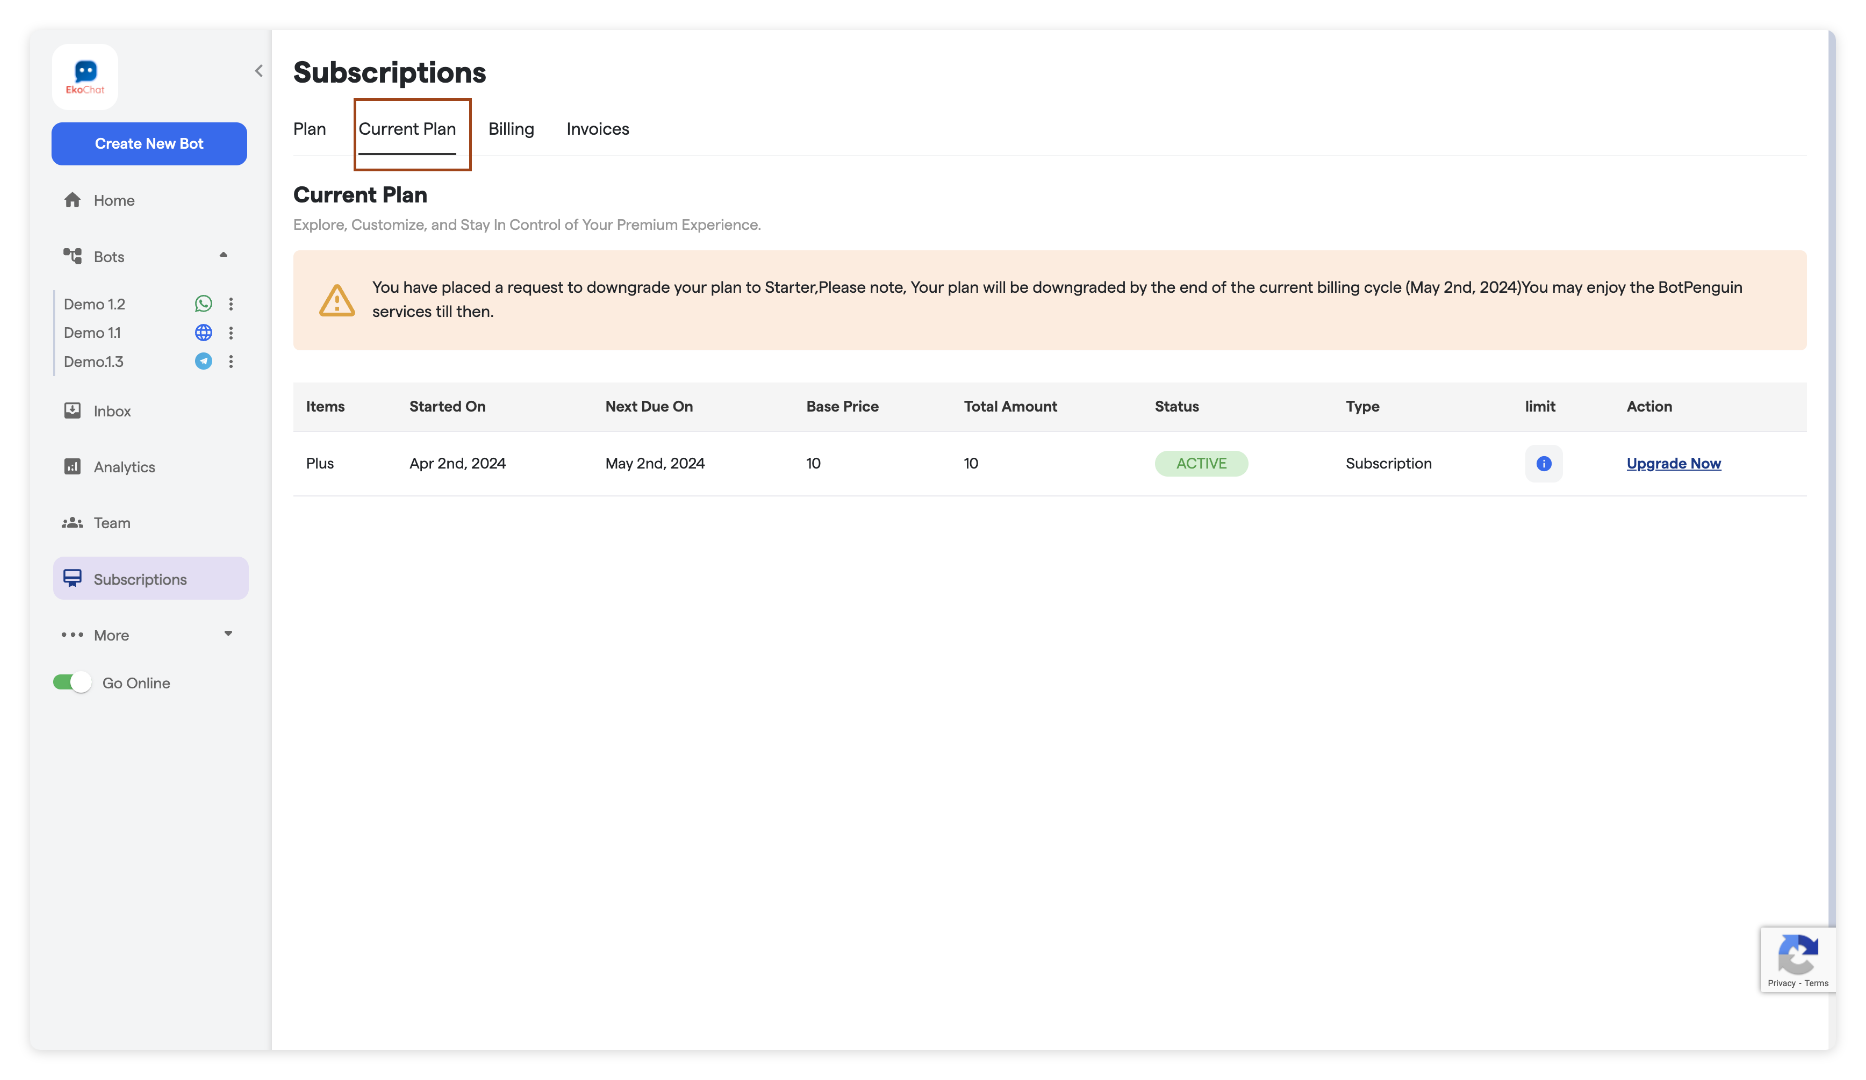 EkoChat
Create New Bot
Home
Bots
Demo 1.2
Demo 1.1
Demo.1.3
Inbox
Analytics
Team
Subscriptions
More
Go Online
Subscriptions
Plan Current Plan Billing Invoices
Current Plan
Explore, Customize, and Stay In Control of Your Premium Experience.
You have placed a request to downgrade your plan to Starter,Please note, Your plan will be downgraded by the end of the current billing cycle (May 2nd, 2024)You may enjoy the BotPenguin
services till then.
Items Started On Next Due On Base Price Total Amount Status Type limit Action
Plus Apr 2nd, 2024 May 2nd, 2024 10 10 ACTIVE Subscription Upgrade Now
Privacy - Terms